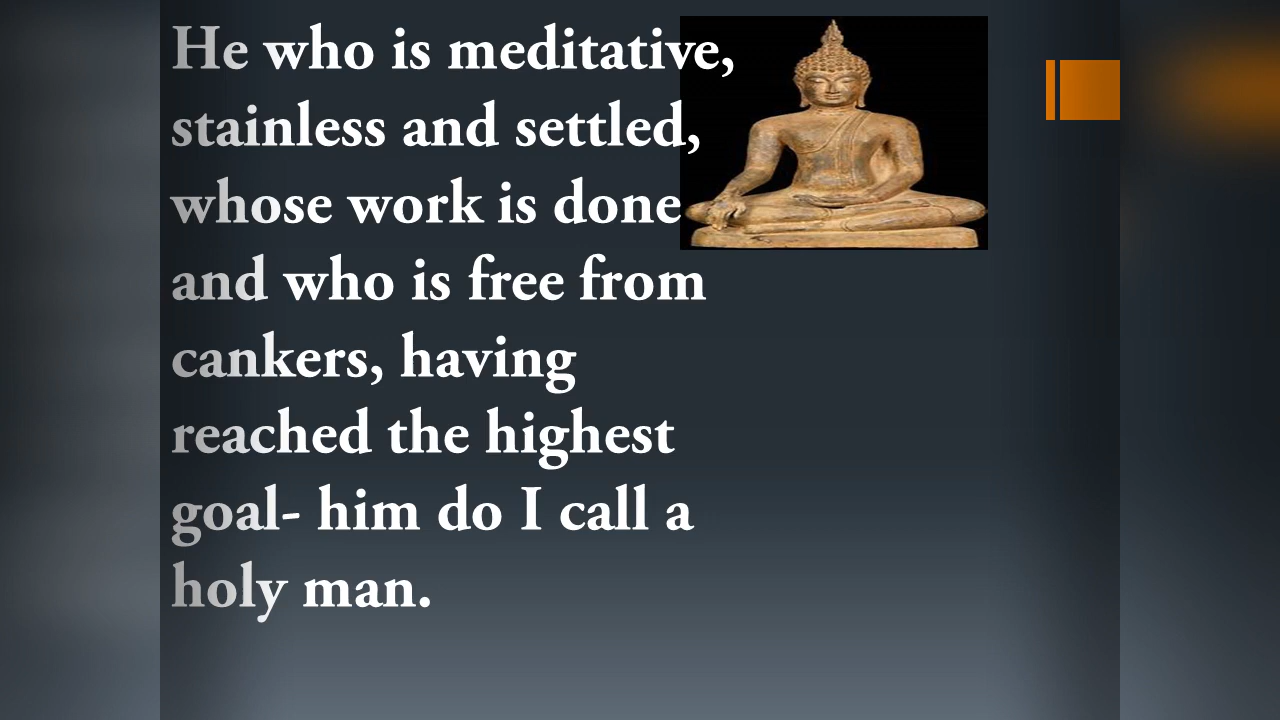 He who is meditative,
stainless and settled,
whose work is done
and who is free from
cankers, having
reached the highest
goal- him do I call a
holy man.